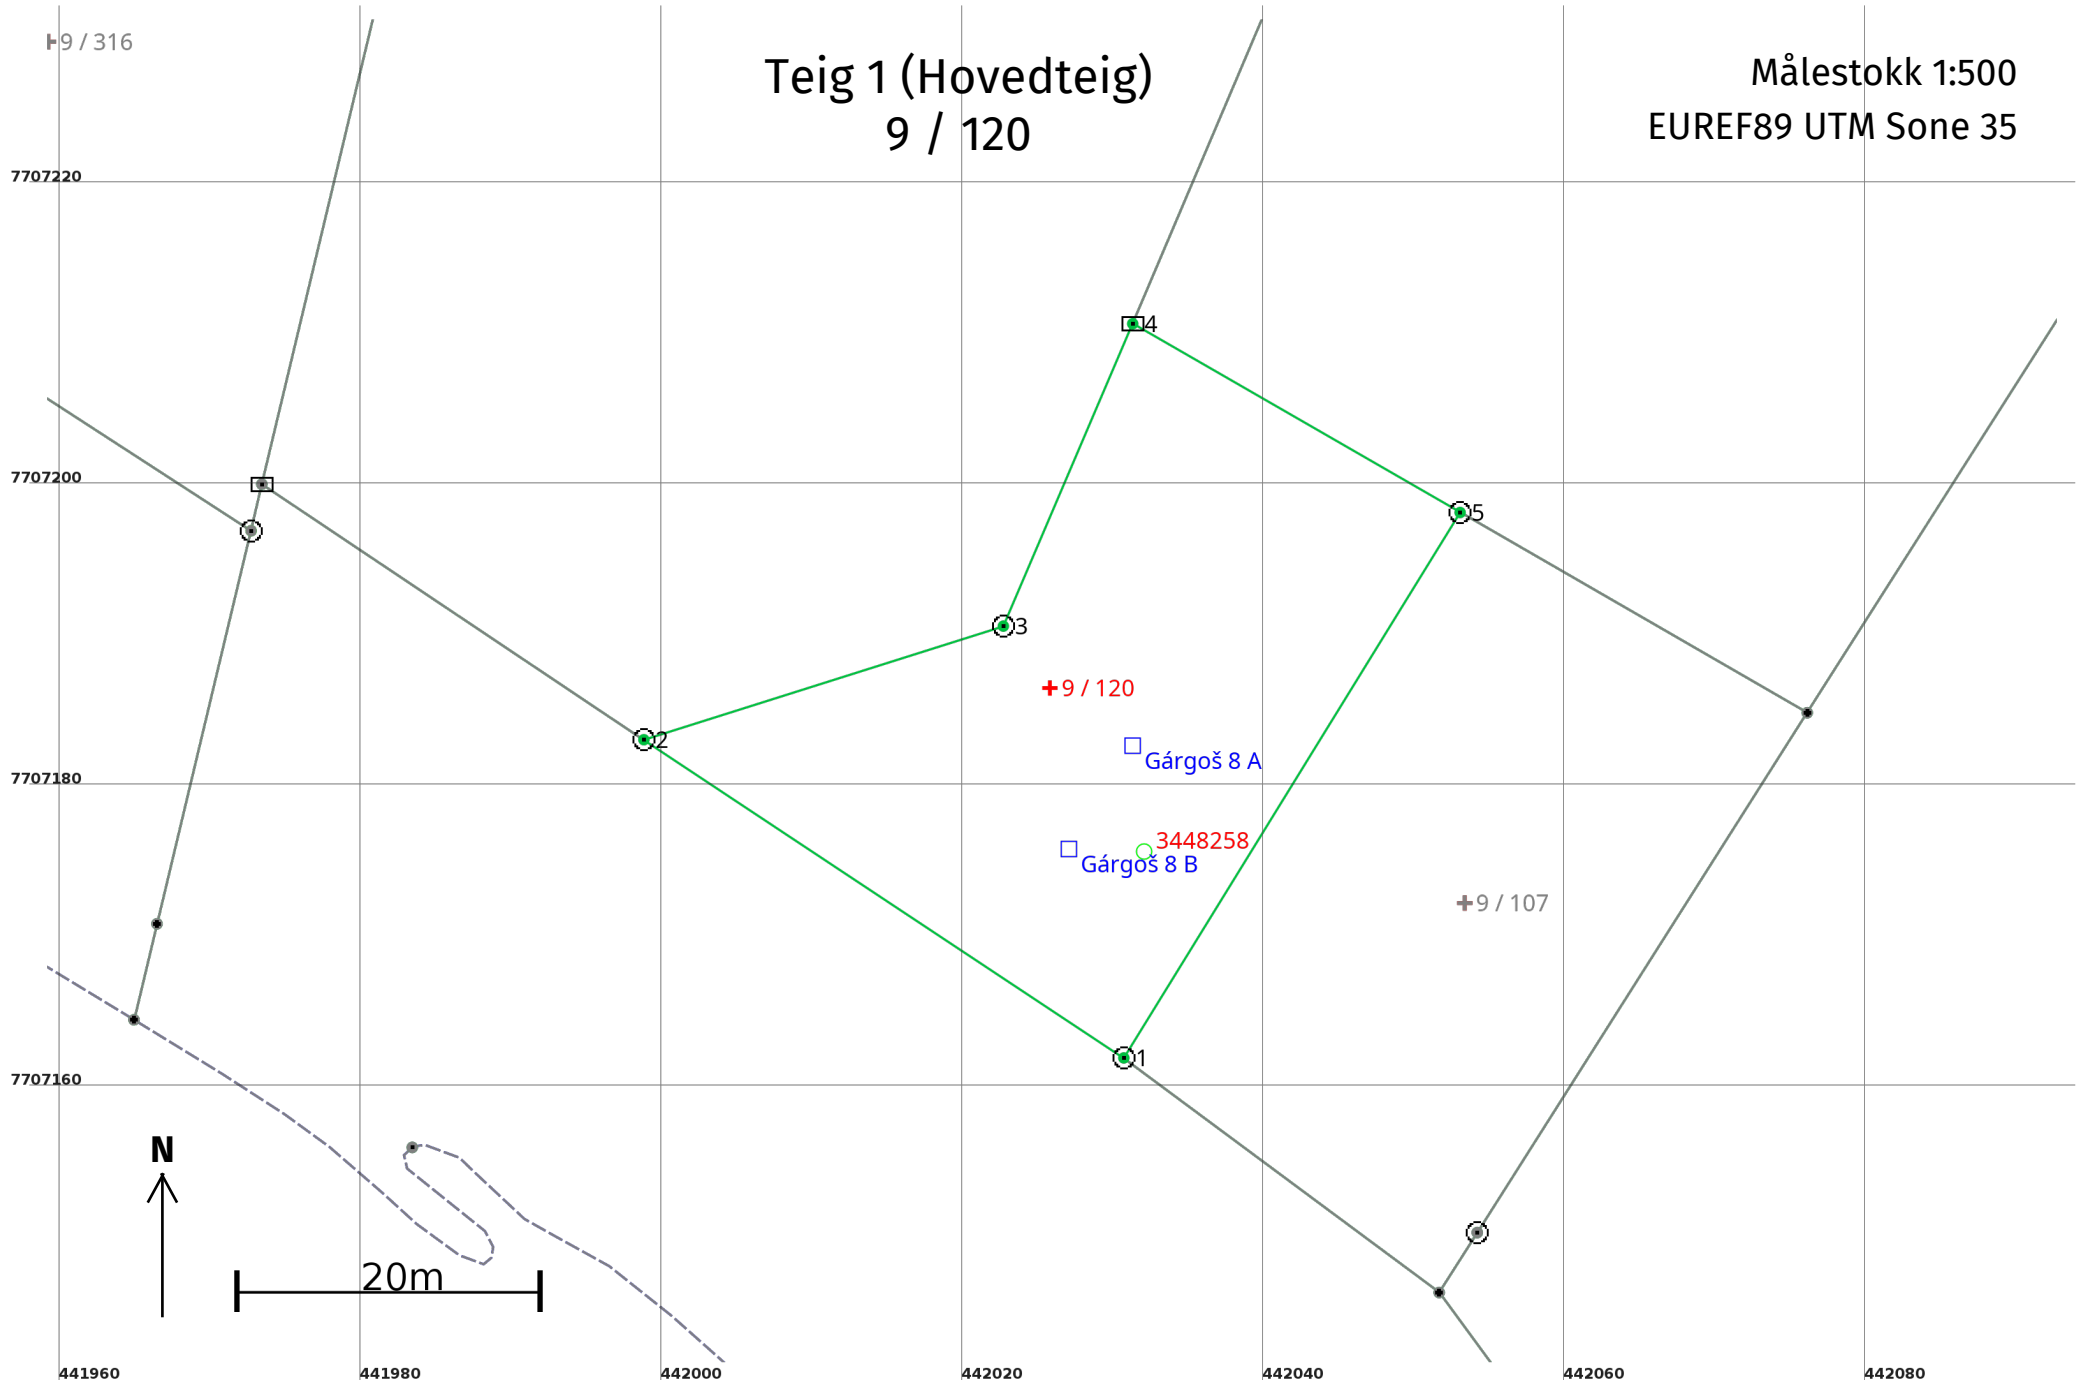 9 / 316
Teig 1 (Hovedteig)
9 / 120
Målestokk 1:500
EUREF89 UTM Sone 35
7707220
4
7707200
5
3
9 / 120
2
Gárgoš 8 A
7707180
3448258
Gárgoš 8 B
9 / 107
1
7707160
N
20m
441960
441980
442000
442020
442040
442060
442080